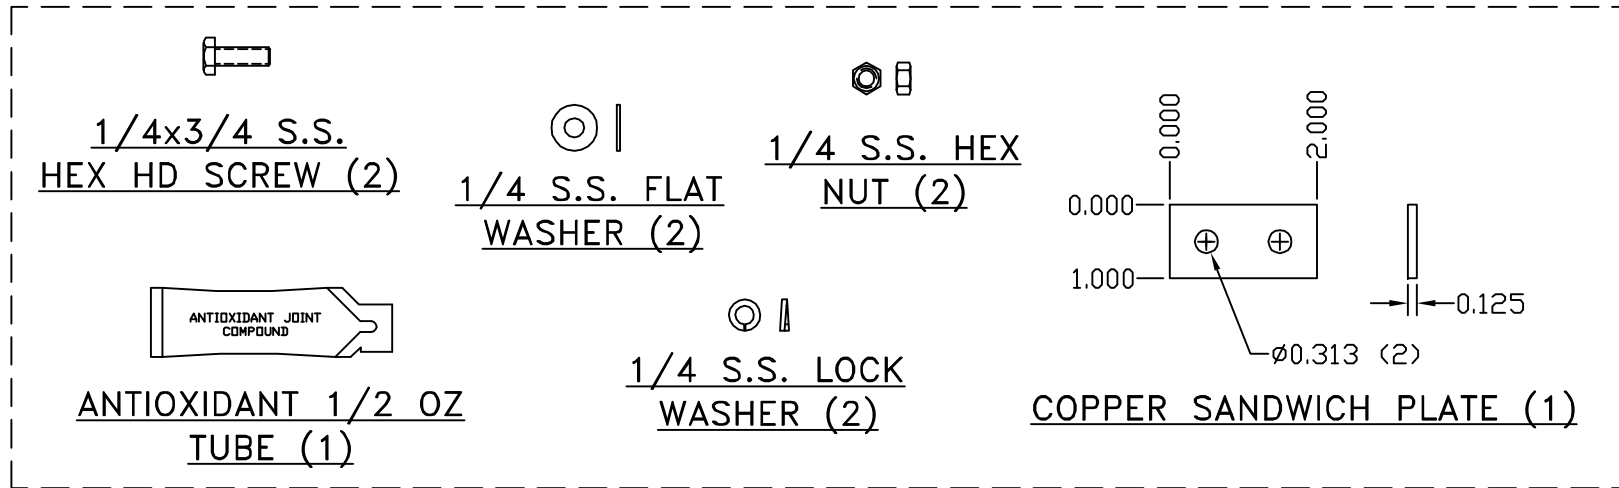 1/4x3/4 S.S.
HEX HD SCREW (2)
1/4 S.S. FLAT
WASHER (2)
1/4 S.S. HEX
NUT (2)
ANTIOXIDANT JOINT
COMPOUND
ANTIOXIDANT 1/2 OZ
TUBE (1)
1/4 S.S. LOCK
WASHER (2)
0.000
2.000
0.000
1.000
0.125
⌀0.313 (2)
COPPER SANDWICH PLATE (1)